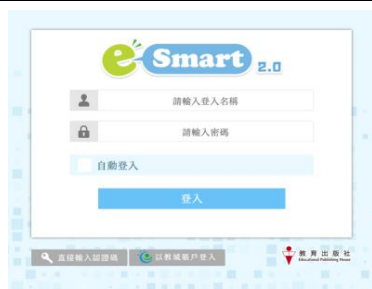 e Smart 2.0
請輸入登入名稱
請輸入密碼
自動登入
登入
直接輸入認證碼
以教城賬戶登入
教育出版社
Educational Publishing House